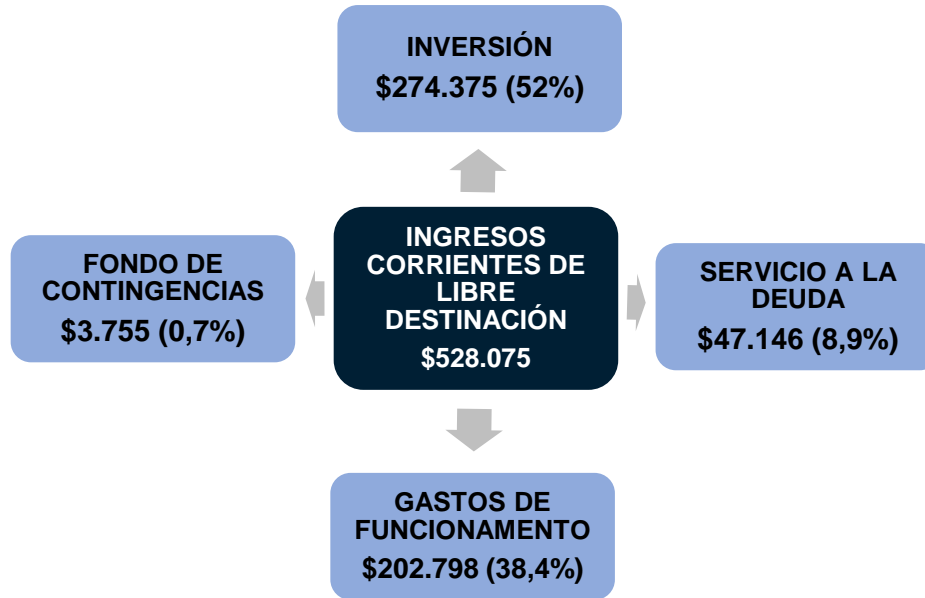 INVERSIÓN
$274.375 (52%)
INGRESOS
CORRIENTES DE
LIBRE
DESTINACIÓN
$528.075
FONDO DE
CONTINGENCIAS
$3.755 (0,7%)
SERVICIO A LA
DEUDA
$47.146 (8,9%)
GASTOS DE
FUNCIONAMENTO
$202.798 (38,4%)